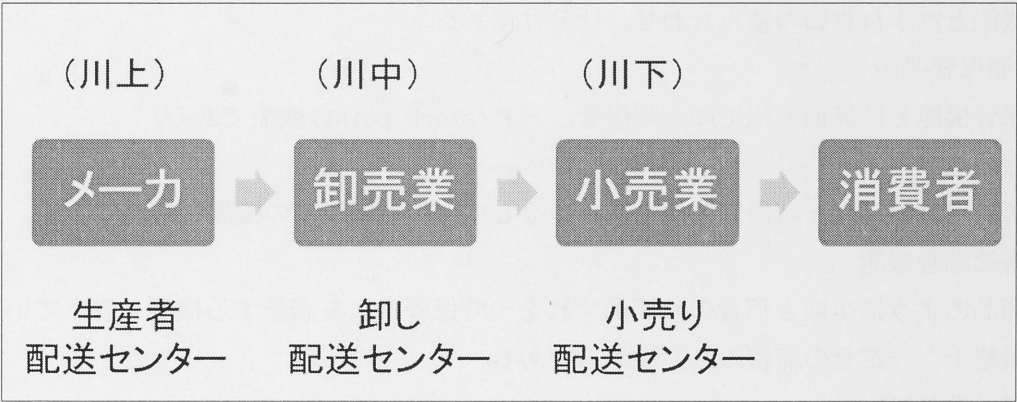 （川上） （川中） （川下）
メーカ 卸売業 小売業 消費者
生産者 卸し 小売り
配送センター 配送センター 配送センター